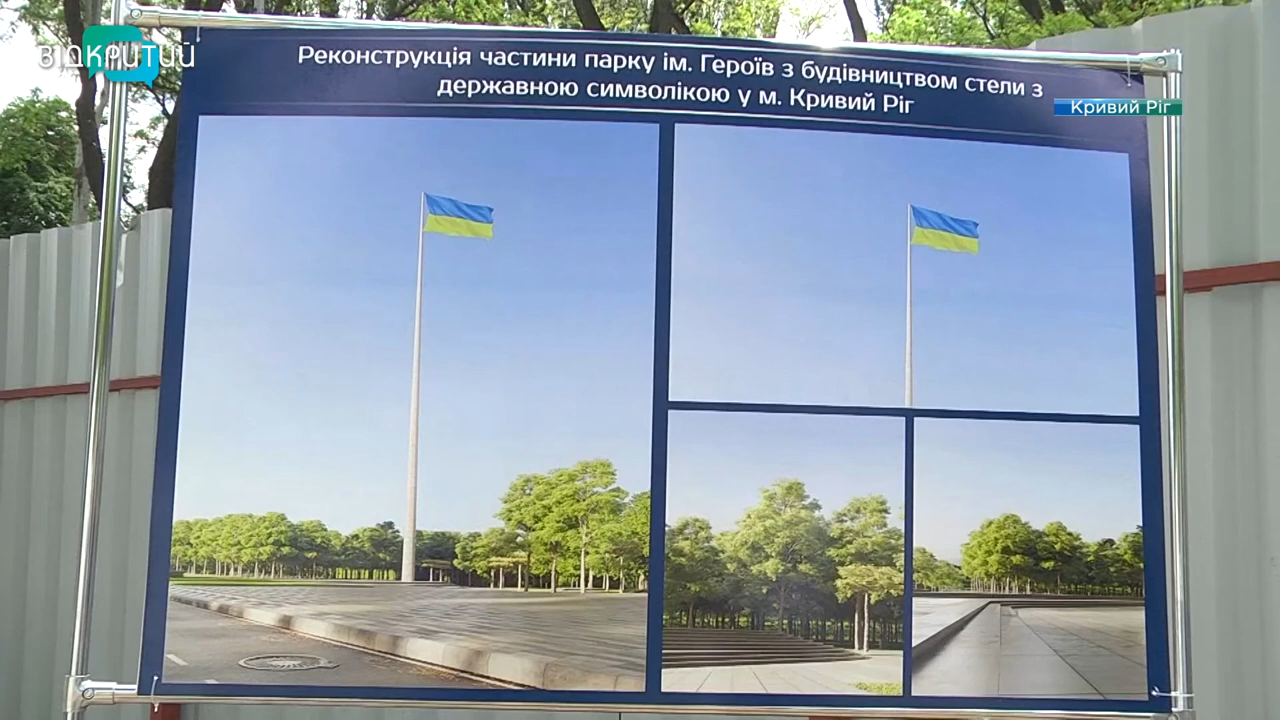 ВІДКРИТИЙ
Реконструкція частини парку ім. Героїв з будівництвом стели з
державною символікою у м. Кривий Ріг
Кривий Ріг